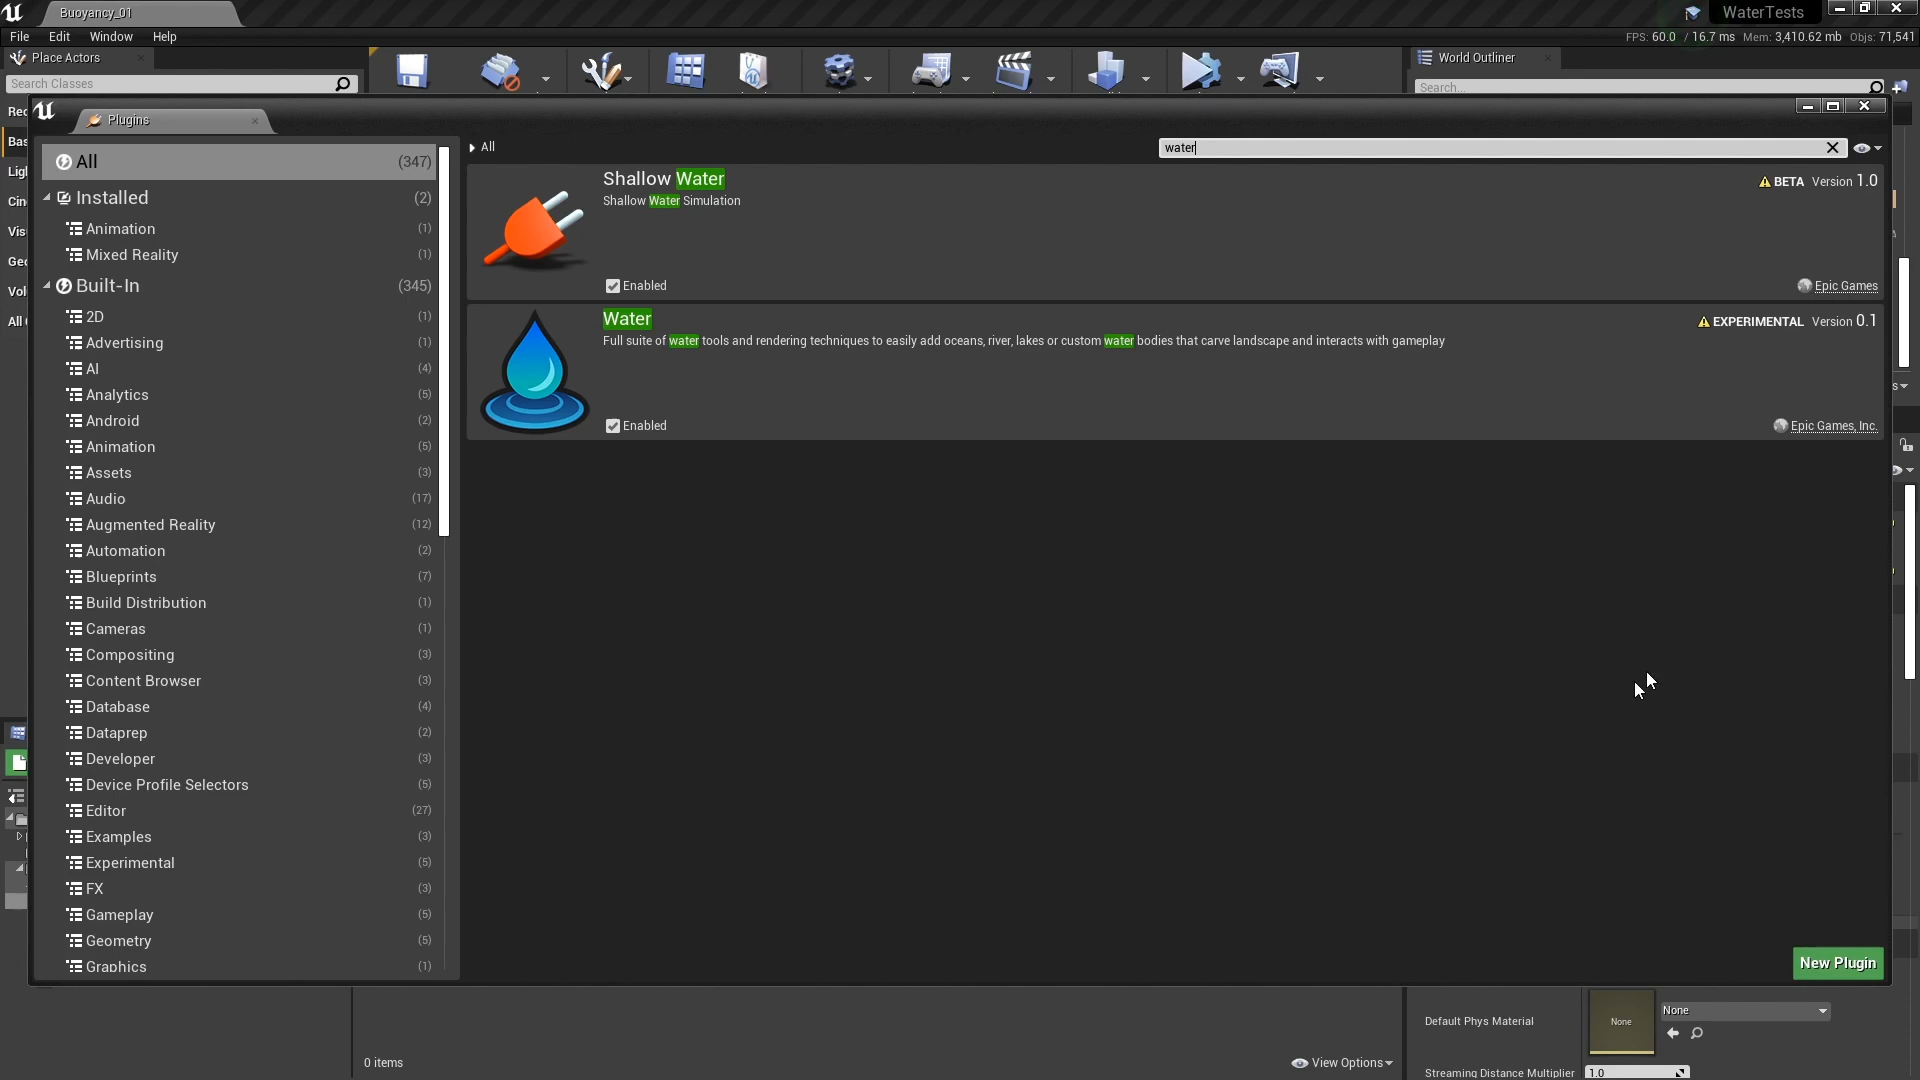 Buoyancy_01
WaterTests
File Edit Window Help
FPS: 60.0 / 16.7 ms Mem: 3,410.62 mb Objs: 71,541
Place Actors
World Outliner
Search Classes
Search...
Rec
Bas
Ligl
Cin
Vis
Geo
Vol
All
Plugins
All (347)
Installed (2)
Animation (1)
Mixed Reality (1)
Built-In (345)
2D (1)
Advertising (1)
AI (4)
Analytics (5)
Android (2)
Animation (5)
Assets (3)
Audio (17)
Augmented Reality (12)
Automation (2)
Blueprints (7)
Build Distribution (1)
Cameras (1)
Compositing (3)
Content Browser (3)
Database (4)
Dataprep (2)
Developer (3)
Device Profile Selectors (5)
Editor (27)
Examples (3)
Experimental (5)
FX (3)
Gameplay (5)
Geometry (5)
Graphics (1)
All
water
Shallow Water
BETA Version 1.0
Shallow Water Simulation
Enabled
Epic Games
Water
EXPERIMENTAL Version 0.1
Full suite of water tools and rendering techniques to easily add oceans, river, lakes or custom water bodies that carve landscape and interacts with gameplay
Enabled
Epic Games, Inc.
New Plugin
0 items
View Options
Default Phys Material
None
None
Streaming Distance Multiplier
1.0